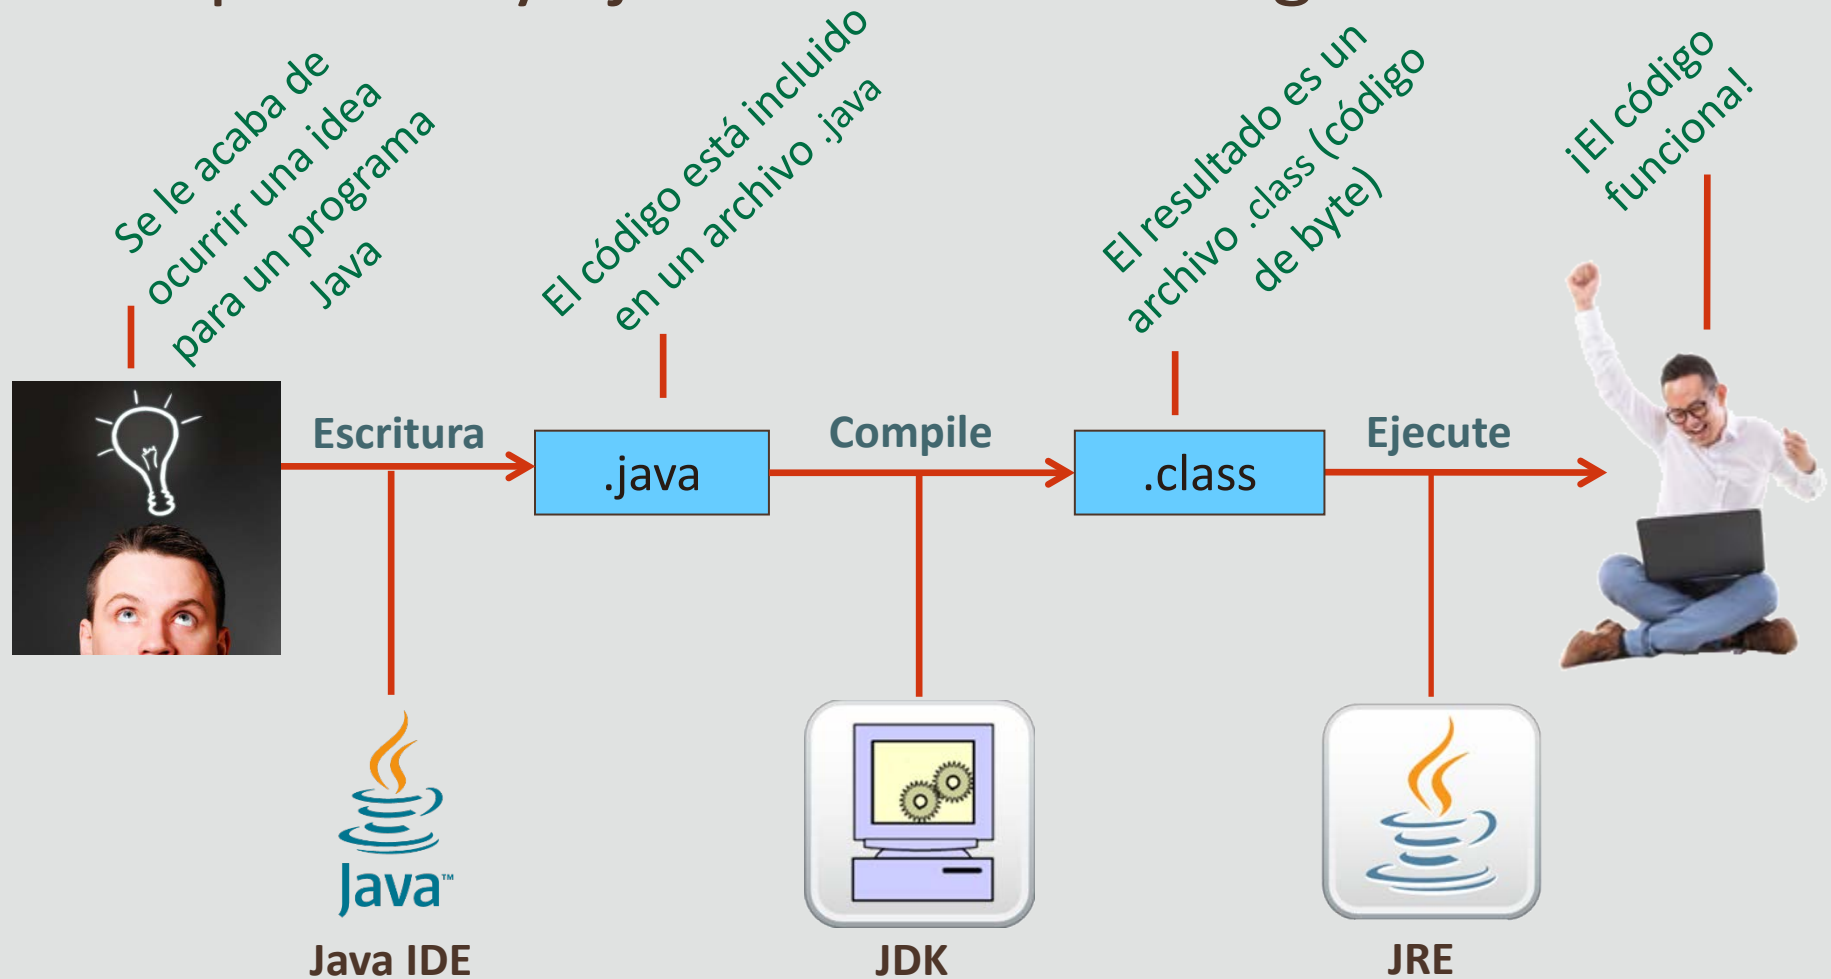 Se le acaba de
ocurrir una idea
para un programa
Java
El código está incluido
en un archivo .java
El resultado es un
archivo .class (código
de byte)
¡El código
funciona!
Escritura
.java
Compile
.class
Ejecute
Java™
Java IDE
JDK
JRE